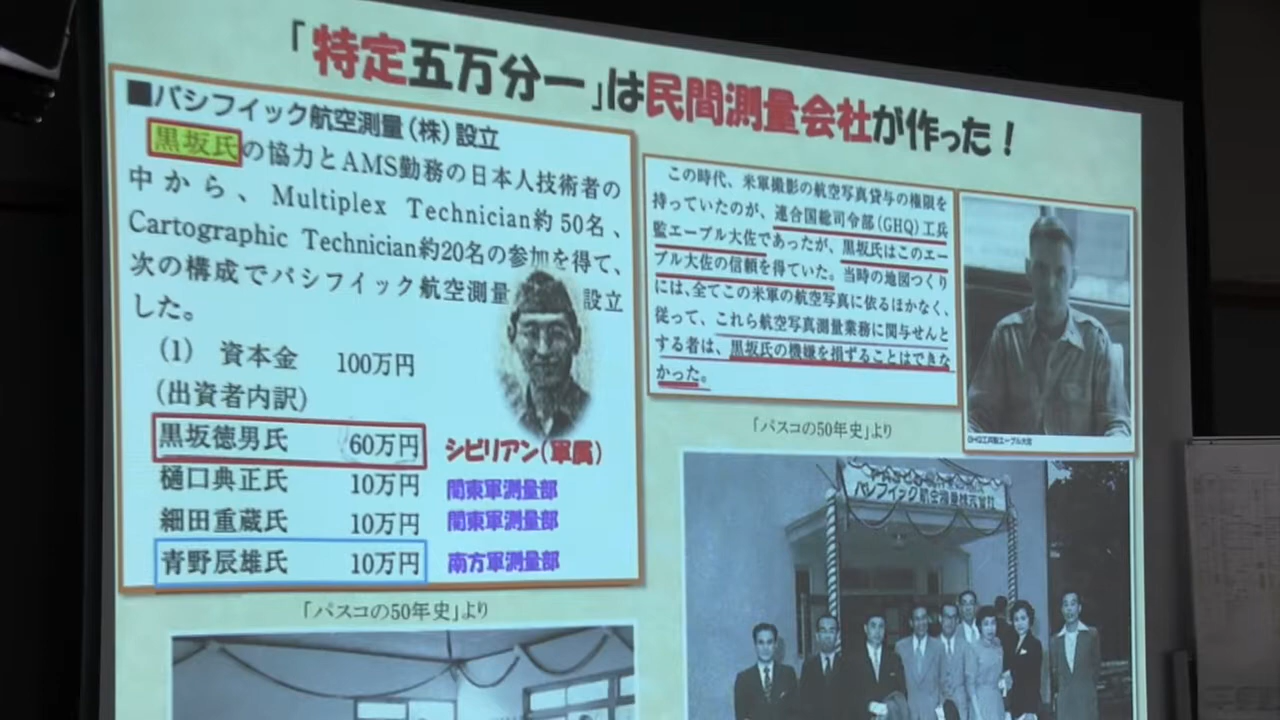 「特定五万分一」は民間測量会社が作った！
■パシフイック航空測量（株）設立
黒坂氏の協力とAMS勤務の日本人技術者の
中から、Multiplex Technician約50名、
Cartographic Technician約20名の参加を得て、
次の構成でパシフイック航空測量 設立
した。
(1) 資本金 100万円
（出資者内訳）
黒坂徳男氏 60万円 シビリアン（軍属）
樋口典正氏 10万円 関東軍測量部
細田重蔵氏 10万円 関東軍測量部
青野辰雄氏 10万円 南方軍測量部
「パスコの50年史」より
この時代、米軍撮影の航空写真貸与の権限を
持っていたのが、連合国総司令部(GHQ)工兵
監エーブル大佐であったが、黒坂氏はこのエー
ブル大佐の信頼を得ていた。当時の地図づくり
には、全てこの米軍の航空写真に依るほかなく、
従って、これら航空写真測量業務に関与せんと
する者は、黒坂氏の機嫌を損ずることはできな
かった。
GHQ工兵監エーブル大佐
「パスコの50年史」より
パシフイック航空測量株式会社